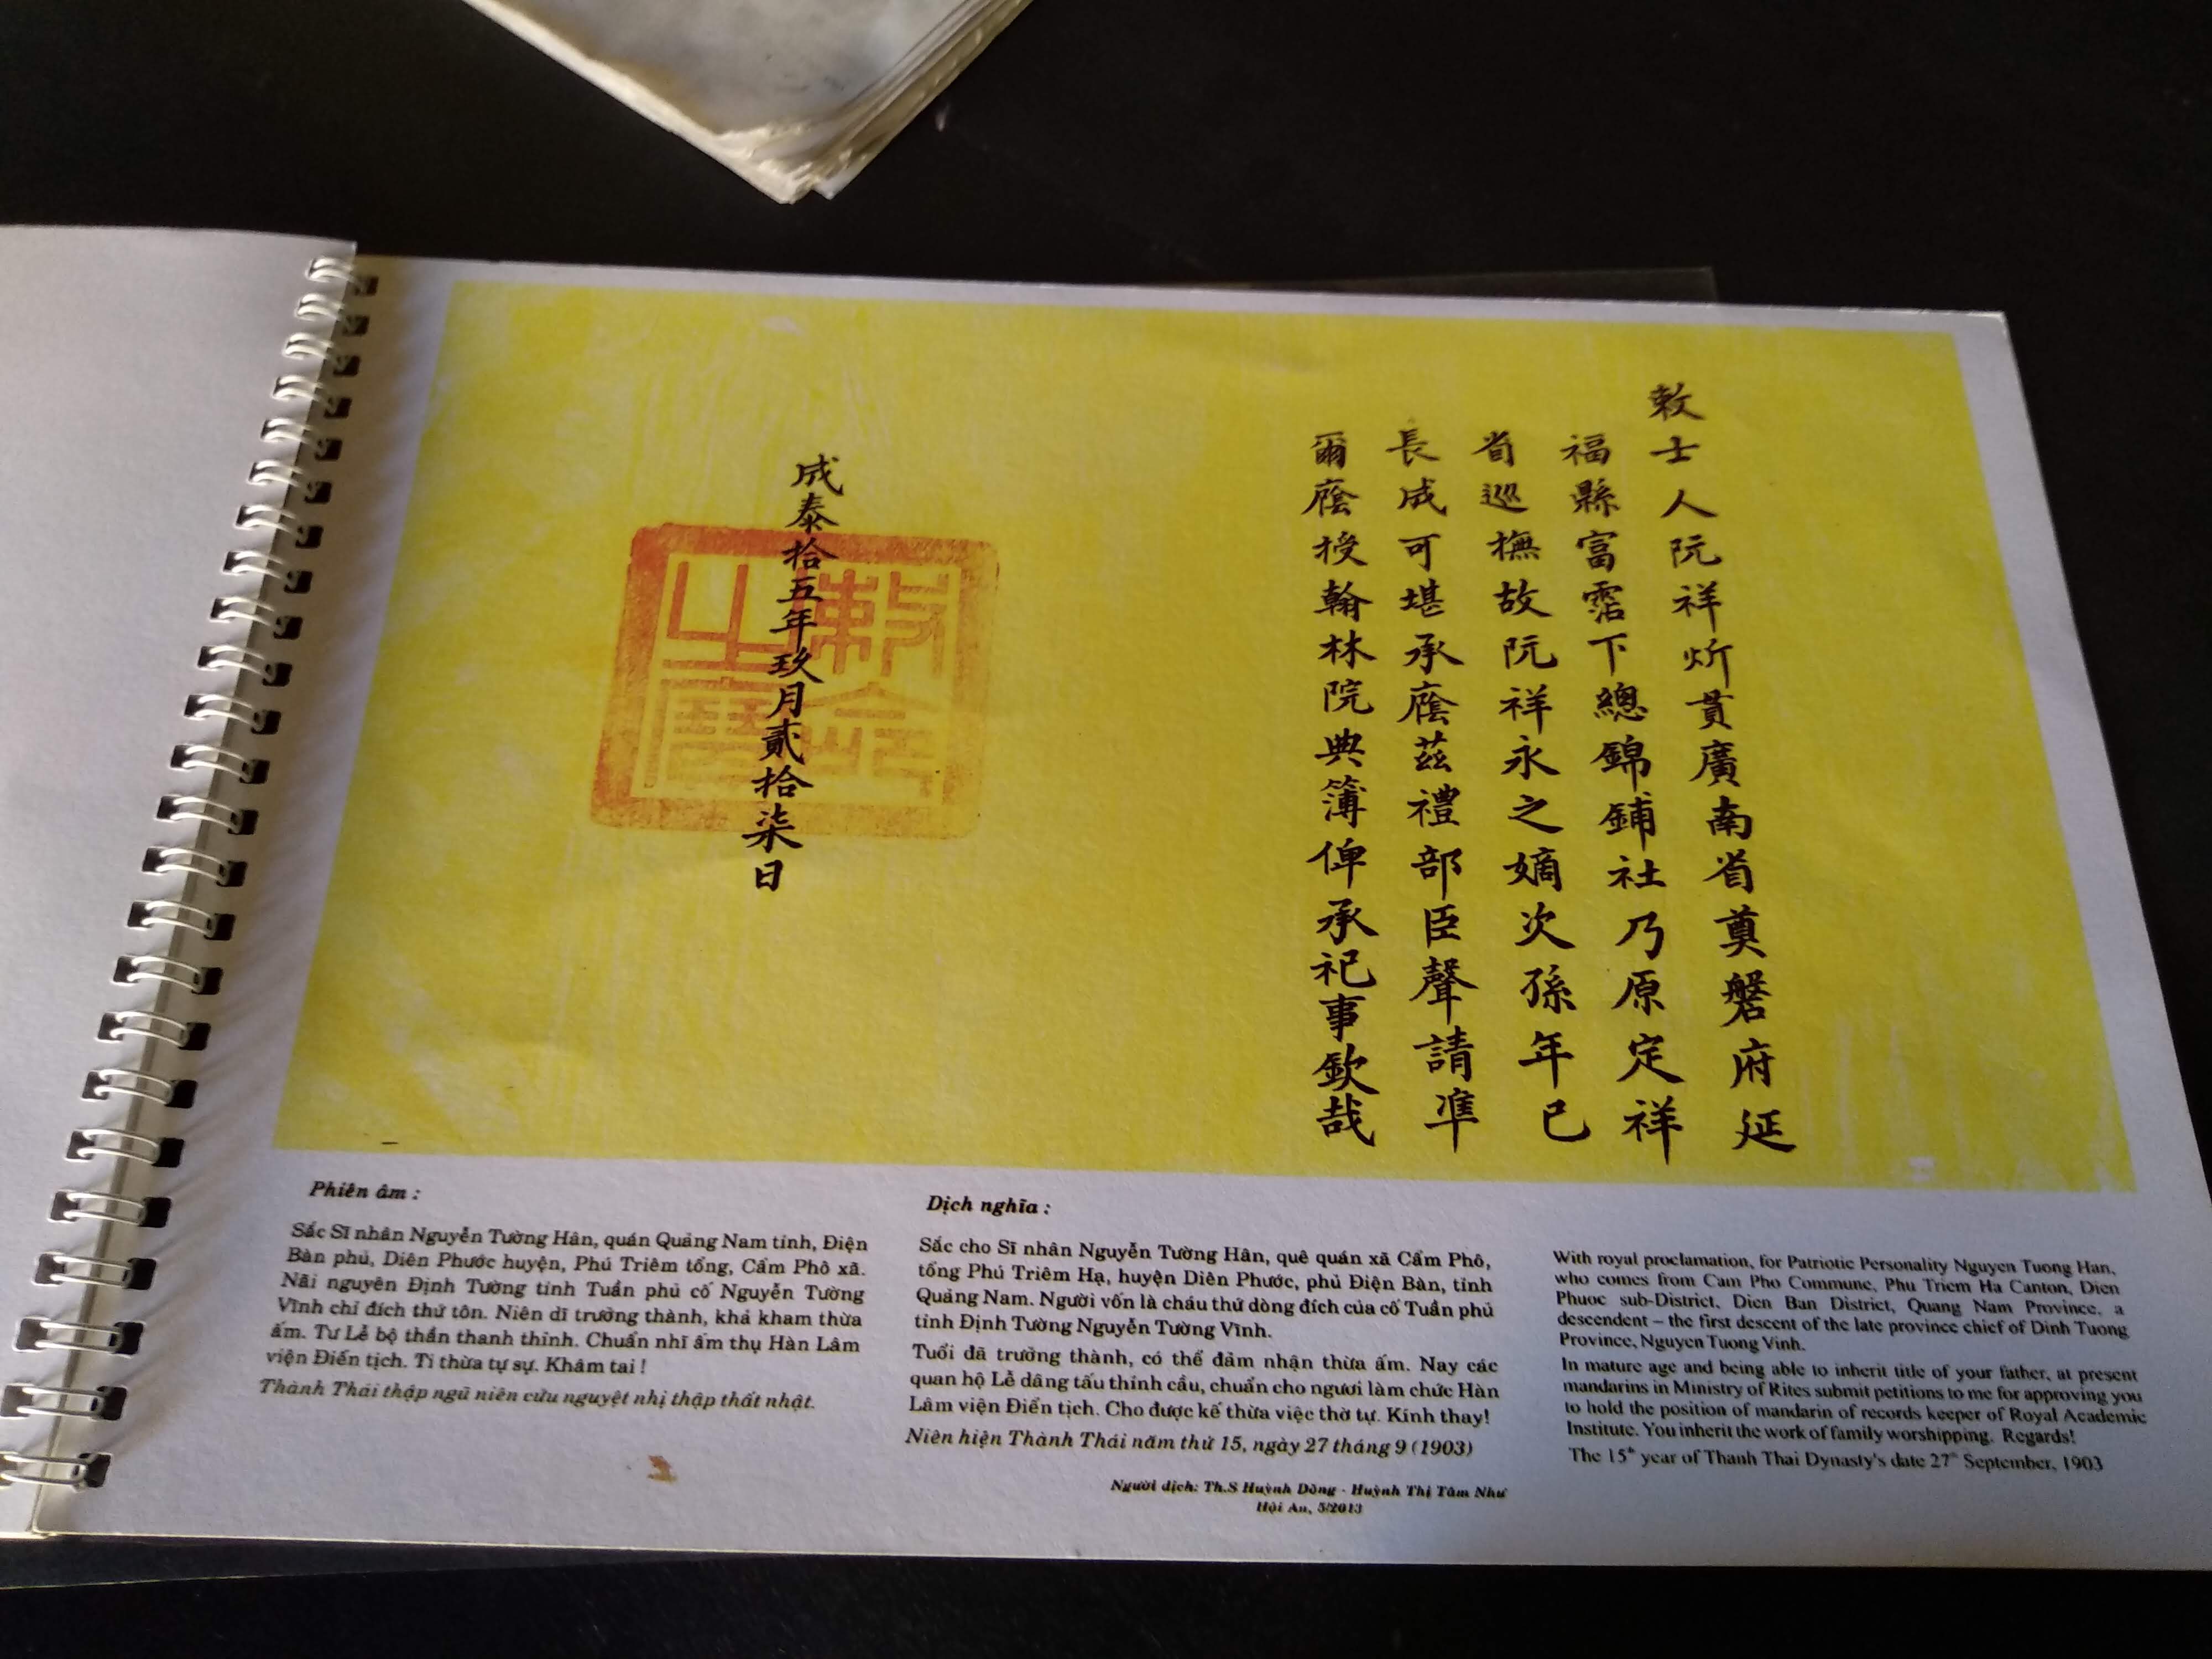 敕士人阮祥炘貫廣南省奠磐府延
福縣富霑下總錦鋪社乃原定祥
省巡撫故阮祥永之嫡次孫年已
長成可堪承廕茲禮部臣聲請準
爾廕授翰林院典簿俾承祀事欽哉
成泰拾五年玖月貳拾柒日
敕命之寶
Phiên âm :
Sắc Sĩ nhân Nguyễn Tường Hân, quán Quảng Nam tỉnh, Điện
Bàn phủ, Diên Phước huyện, Phú Triêm tổng, Cẩm Phô xã.
Nãi nguyên Định Tường tỉnh Tuần phủ cố Nguyễn Tường
Vĩnh chi đích thứ tôn. Niên dĩ trưởng thành, khả kham thừa
ấm. Tư Lễ bộ thần thanh thỉnh. Chuẩn nhĩ ấm thụ Hàn Lâm
viện Điển tịch. Tỉ thừa tự sự. Khâm tai !
Thành Thái thập ngũ niên cửu nguyệt nhị thập thất nhật.
Dịch nghĩa :
Sắc cho Sĩ nhân Nguyễn Tường Hân, quê quán xã Cẩm Phô,
tổng Phú Triêm Hạ, huyện Diên Phước, phủ Điện Bàn, tỉnh
Quảng Nam. Người vốn là cháu thứ dòng đích của cố Tuần phủ
tỉnh Định Tường Nguyễn Tường Vĩnh.
Tuổi đã trưởng thành, có thể đảm nhận thừa ấm. Nay các
quan hộ Lễ dâng tấu thỉnh cầu, chuẩn cho ngươi làm chức Hàn
Lâm viện Điển tịch. Cho được kế thừa việc thờ tự. Kính thay!
Niên hiện Thành Thái năm thứ 15, ngày 27 tháng 9 (1903)
Người dịch: Th.S Huỳnh Dõng - Huỳnh Thị Tâm Như
Hội An, 5/2013
With royal proclamation, for Patriotic Personality Nguyen Tuong Han,
who comes from Cam Pho Commune, Phu Triem Ha Canton, Dien
Phuoc sub-District, Dien Ban District, Quang Nam Province, a
descendent – the first descent of the late province chief of Dinh Tuong
Province, Nguyen Tuong Vinh.
In mature age and being able to inherit title of your father, at present
mandarins in Ministry of Rites submit petitions to me for approving you
to hold the position of mandarin of records keeper of Royal Academic
Institute. You inherit the work of family worshipping. Regards!
The 15th year of Thanh Thai Dynasty's date 27th September, 1903